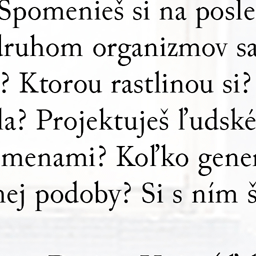 Spomenieš si na posle
druhom organizmov sa
? Ktorou rastlinou si?
la? Projektuješ ľudské
menami? Koľko gener
nej podoby? Si s ním š